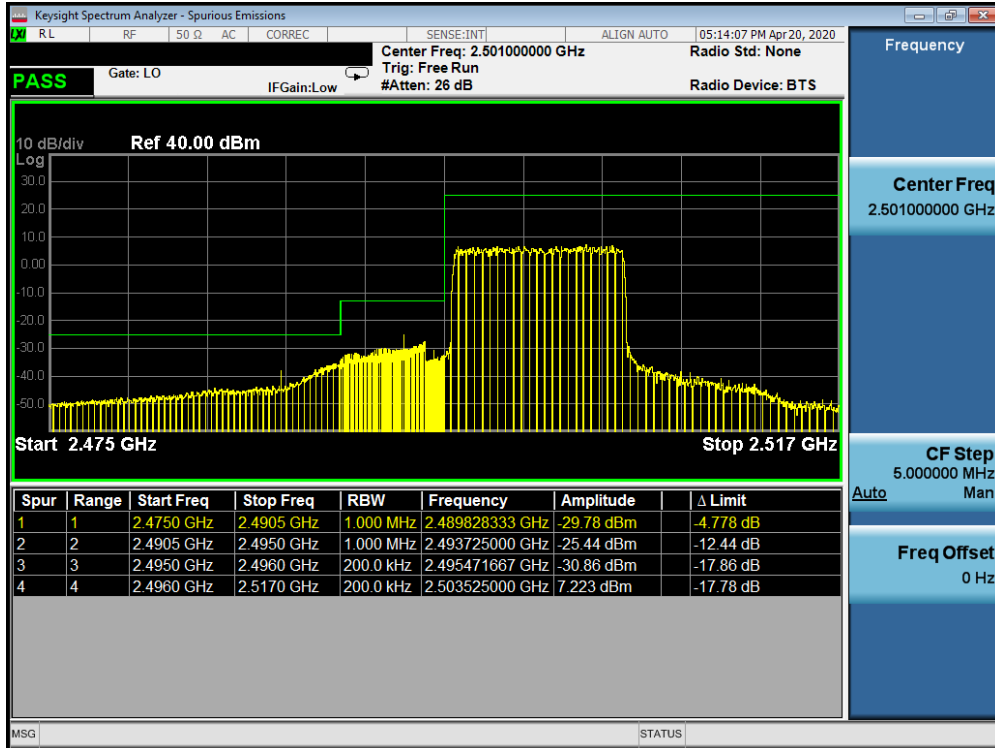 Keysight Spectrum Analyzer - Spurious Emissions
LXI RL RF 50 Ω AC CORREC SENSE:INT ALIGN AUTO 05:14:07 PM Apr 20, 2020
Center Freq: 2.501000000 GHz Radio Std: None
PASS Gate: LO Trig: Free Run
IFGain:Low #Atten: 26 dB Radio Device: BTS
10 dB/div Ref 40.00 dBm
Log
30.0
20.0
10.0
0.00
-10.0
-20.0
-30.0
-40.0
-50.0
Start 2.475 GHz Stop 2.517 GHz
Spur Range Start Freq Stop Freq RBW Frequency Amplitude Δ Limit
1 1 2.4750 GHz 2.4905 GHz 1.000 MHz 2.489828333 GHz -29.78 dBm -4.778 dB
2 2 2.4905 GHz 2.4950 GHz 1.000 MHz 2.493725000 GHz -25.44 dBm -12.44 dB
3 3 2.4950 GHz 2.4960 GHz 200.0 kHz 2.495471667 GHz -30.86 dBm -17.86 dB
4 4 2.4960 GHz 2.5170 GHz 200.0 kHz 2.503525000 GHz 7.223 dBm -17.78 dB
MSG STATUS
Frequency
Center Freq
2.501000000 GHz
CF Step
5.000000 MHz
Auto Man
Freq Offset
0 Hz